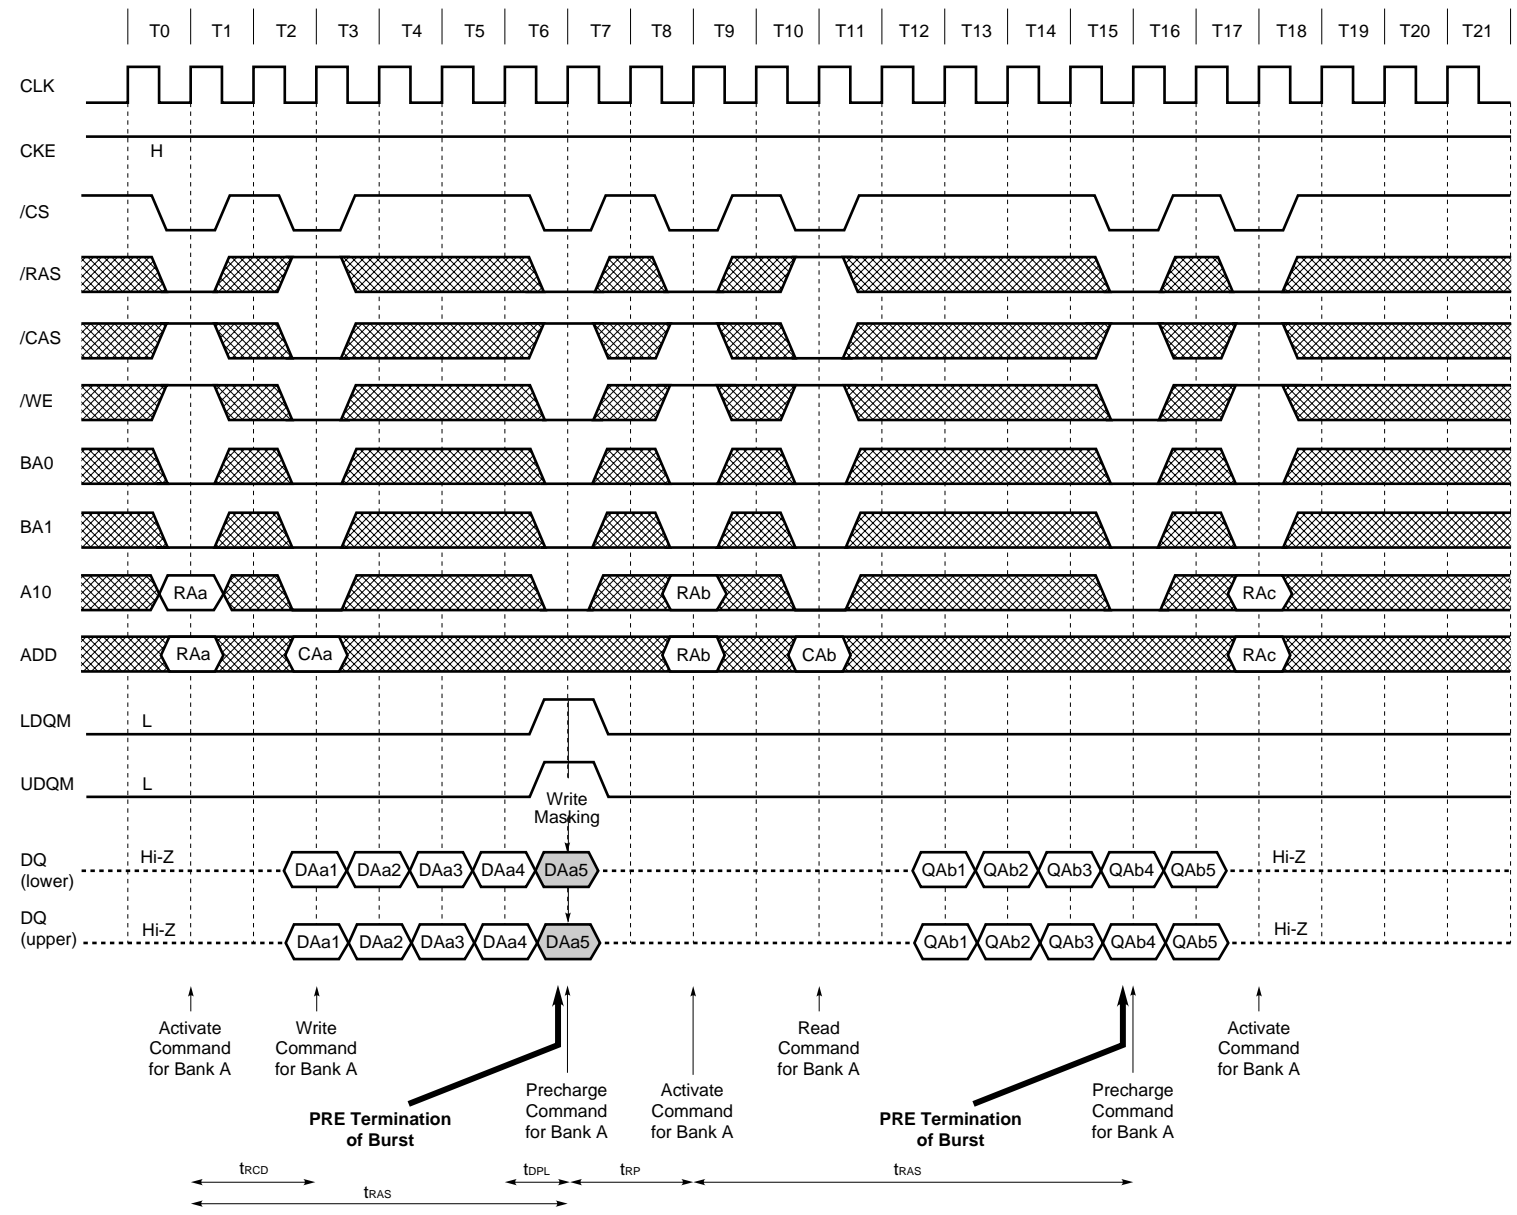 T0 T1 T2 T3 T4 T5 T6 T7 T8 T9 T10 T11 T12 T13 T14 T15 T16 T17 T18 T19 T20 T21
CLK
CKE H
/CS
/RAS
/CAS
/WE
BA0
BA1
A10 RAa RAb RAc
ADD RAa CAa RAb CAb RAc
LDQM L
UDQM L
Write
Masking
DQ
(lower)
Hi-Z DAa1 DAa2 DAa3 DAa4 DAa5 QAb1 QAb2 QAb3 QAb4 QAb5 Hi-Z
DQ
(upper)
Hi-Z DAa1 DAa2 DAa3 DAa4 DAa5 QAb1 QAb2 QAb3 QAb4 QAb5 Hi-Z
Activate
Command
for Bank A
Write
Command
for Bank A
PRE Termination
of Burst
Precharge
Command
for Bank A
Activate
Command
for Bank A
Read
Command
for Bank A
PRE Termination
of Burst
Precharge
Command
for Bank A
Activate
Command
for Bank A
tRCD tDPL tRP tRAS
tRAS